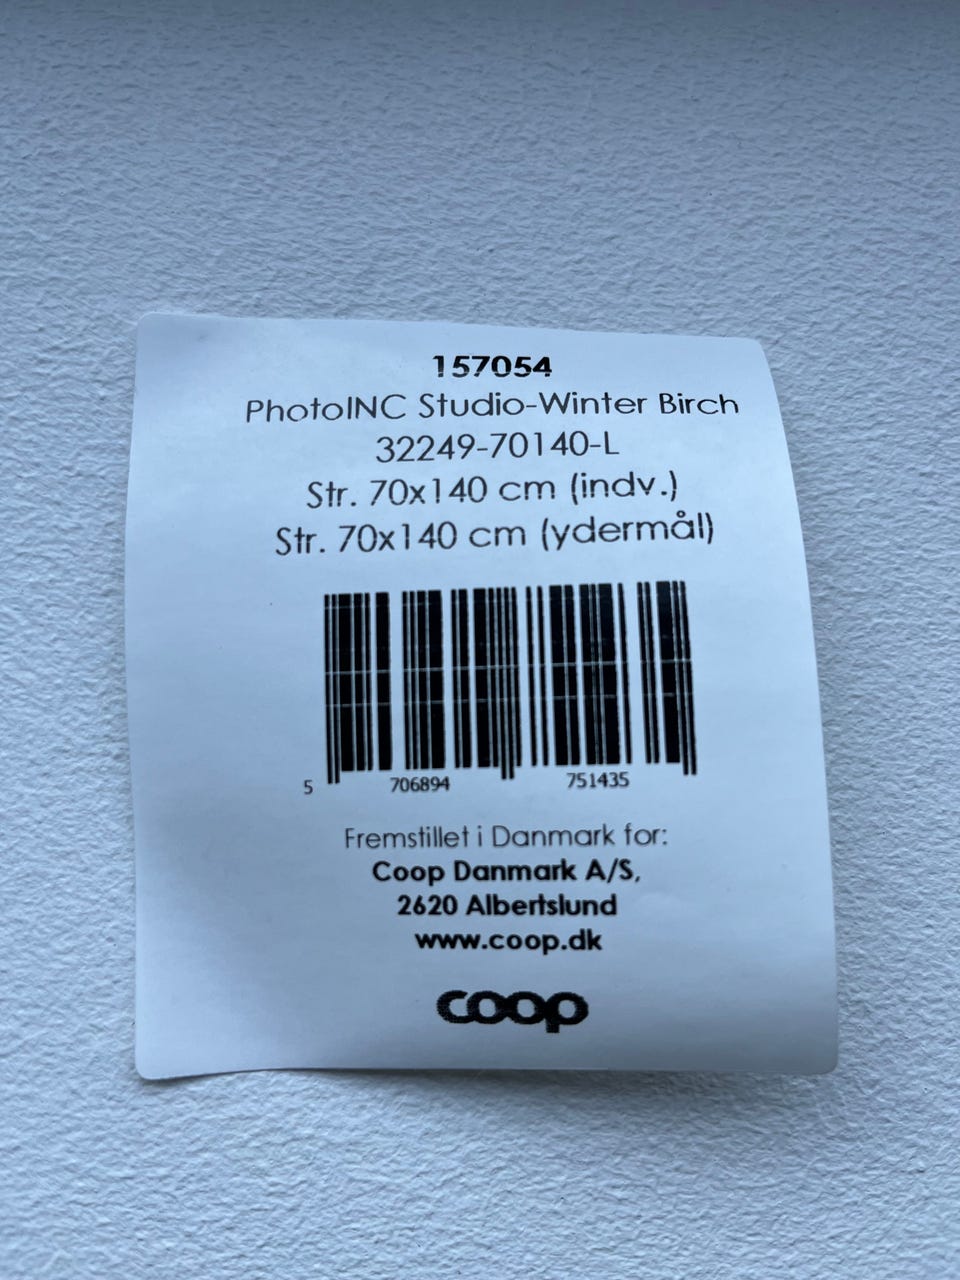 157054
PhotoINC Studio-Winter Birch
32249-70140-L
Str. 70x140 cm (indv.)
Str. 70x140 cm (ydermål)
5 706894 751435
Fremstillet i Danmark for:
Coop Danmark A/S,
2620 Albertslund
www.coop.dk
coop